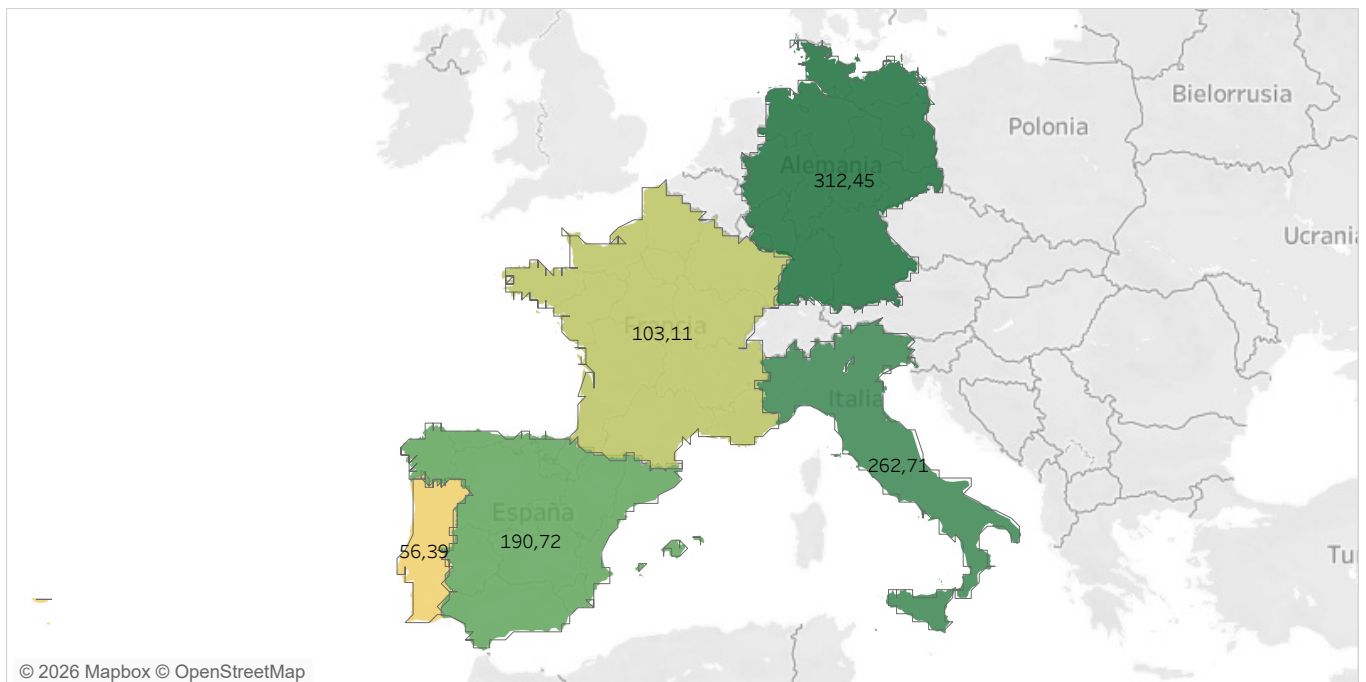 Bielorrusia
Polonia
Alemania
312,45
Ucrania
Francia
103,11
Italia
262,71
España
190,72
56,39
Tu
© 2026 Mapbox © OpenStreetMap